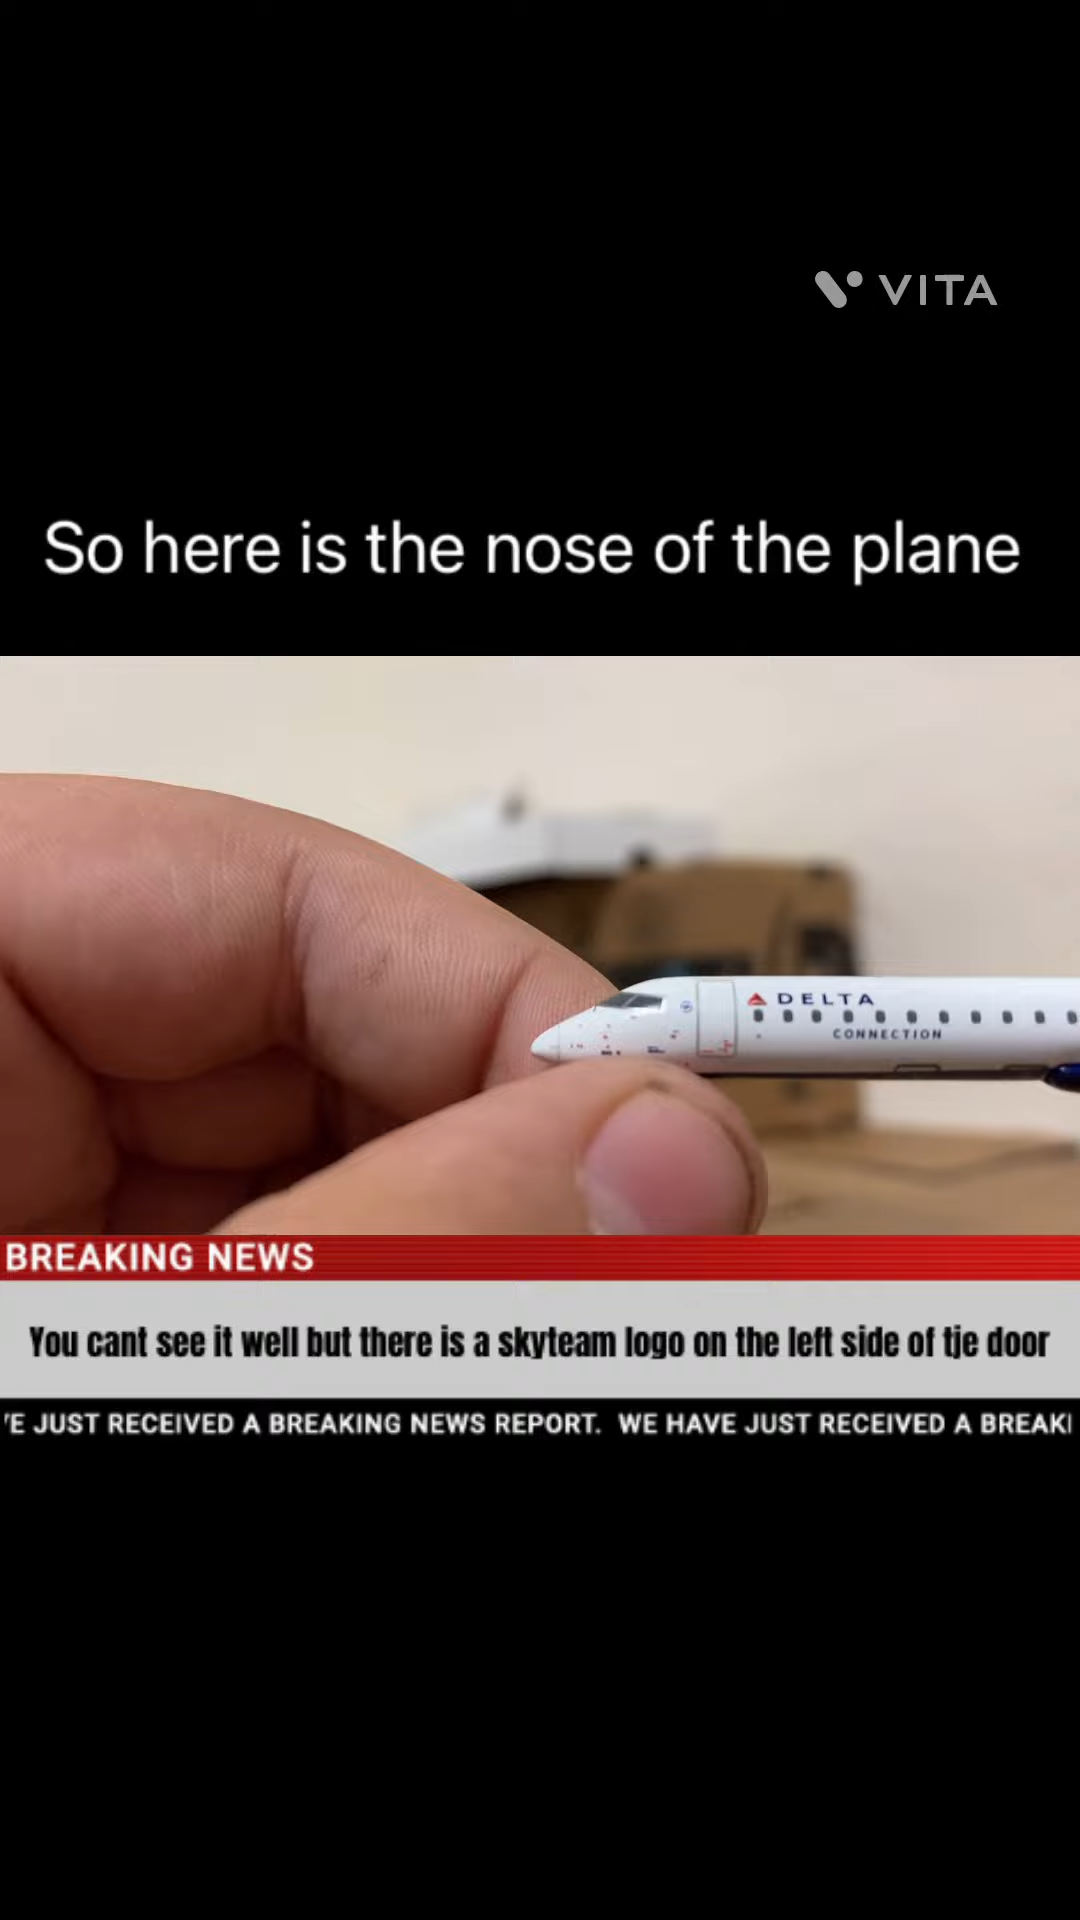 VITA
So here is the nose of the plane
DELTA
CONNECTION
BREAKING NEWS
You cant see it well but there is a skyteam logo on the left side of tje door
E JUST RECEIVED A BREAKING NEWS REPORT. WE HAVE JUST RECEIVED A BREAKI